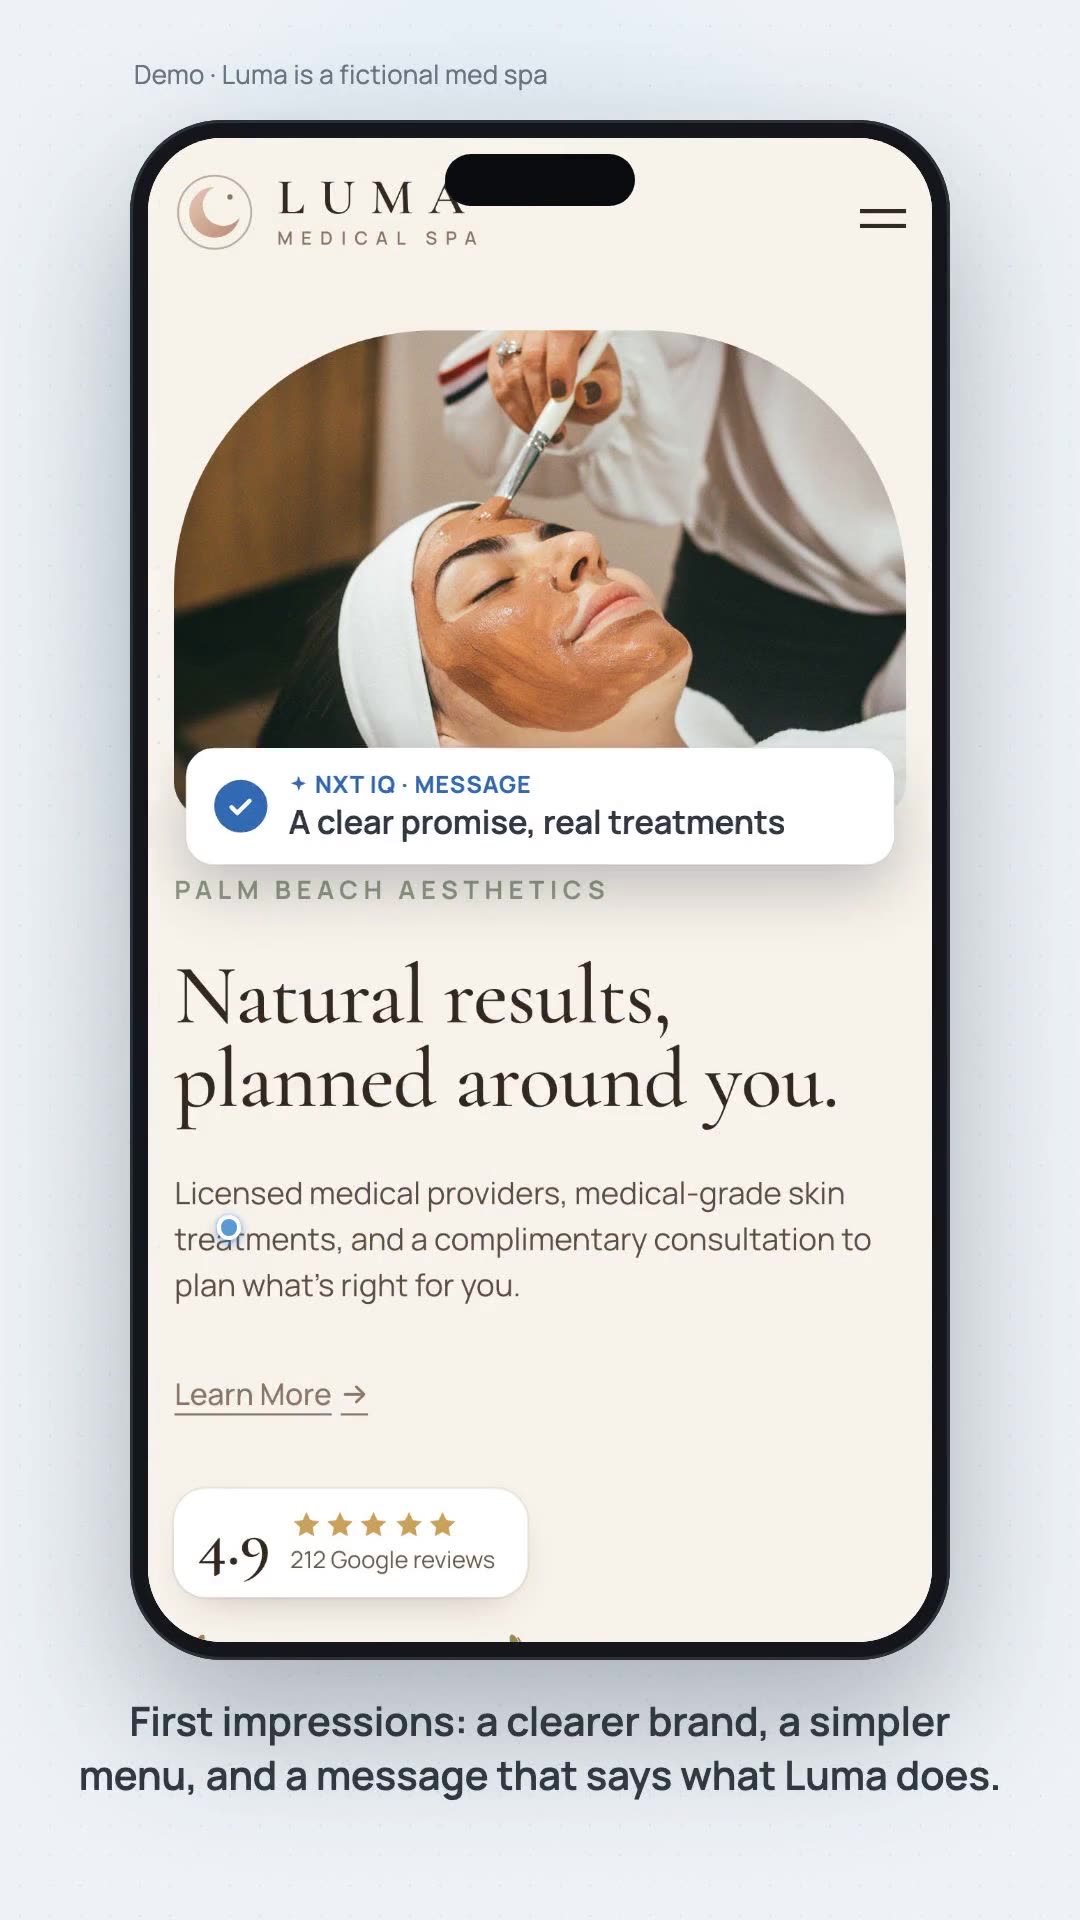 Demo · Luma is a fictional med spa
LUMA
MEDICAL SPA
✦ NXT IQ · MESSAGE
A clear promise, real treatments
PALM BEACH AESTHETICS
Natural results,
planned around you.
Licensed medical providers, medical-grade skin
treatments, and a complimentary consultation to
plan what’s right for you.
Learn More →
4.9
★★★★★
212 Google reviews
First impressions: a clearer brand, a simpler
menu, and a message that says what Luma does.